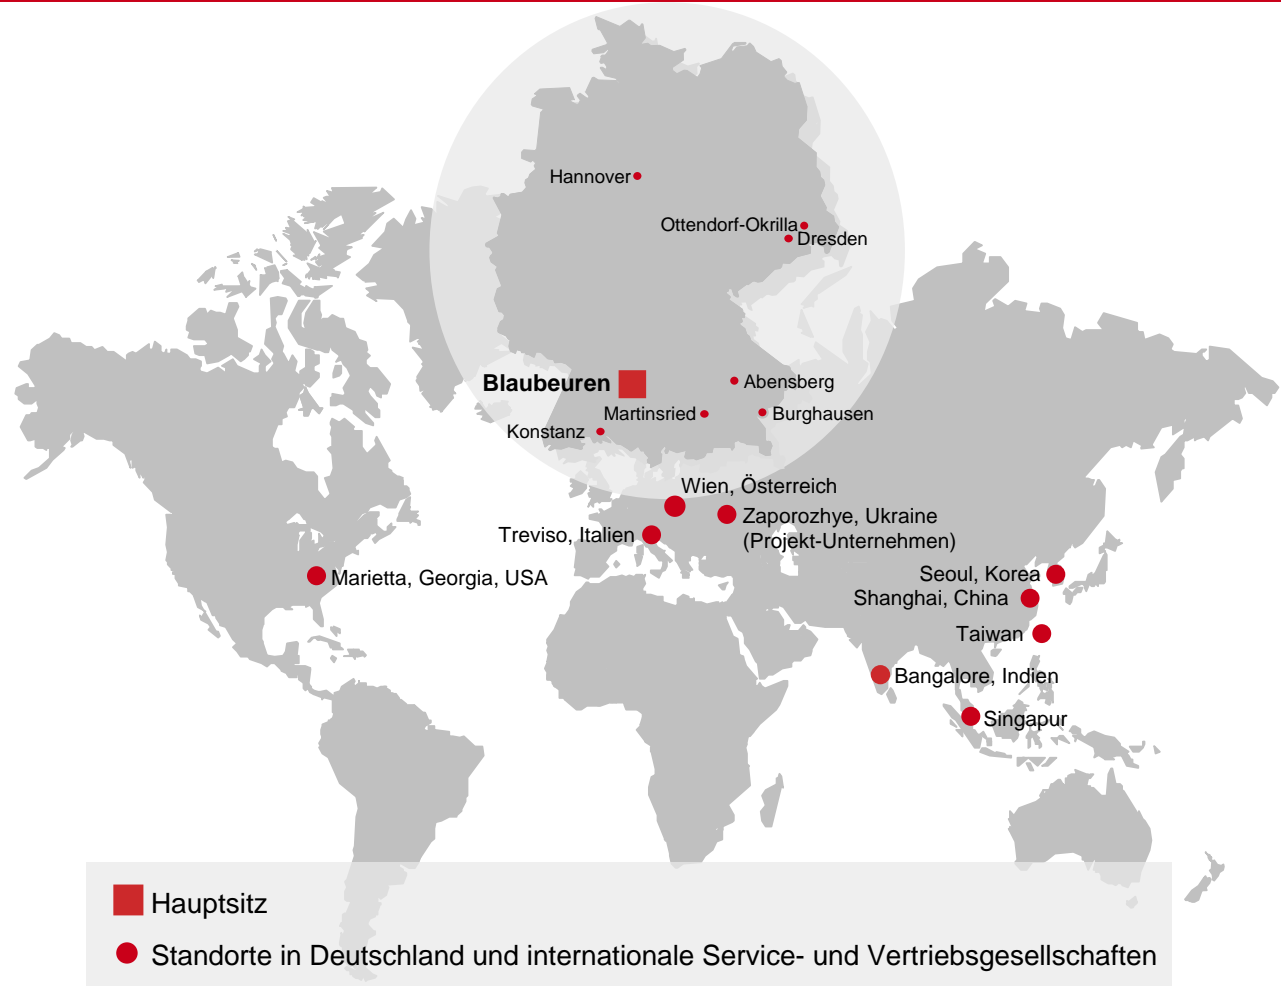 Hannover
Ottendorf-Okrilla
Dresden
Blaubeuren
Abensberg
Martinsried
Burghausen
Konstanz
Wien, Österreich
Zaporozhye, Ukraine
(Projekt-Unternehmen)
Treviso, Italien
Marietta, Georgia, USA
Seoul, Korea
Shanghai, China
Taiwan
Bangalore, Indien
Singapur
Hauptsitz
Standorte in Deutschland und internationale Service- und Vertriebsgesellschaften